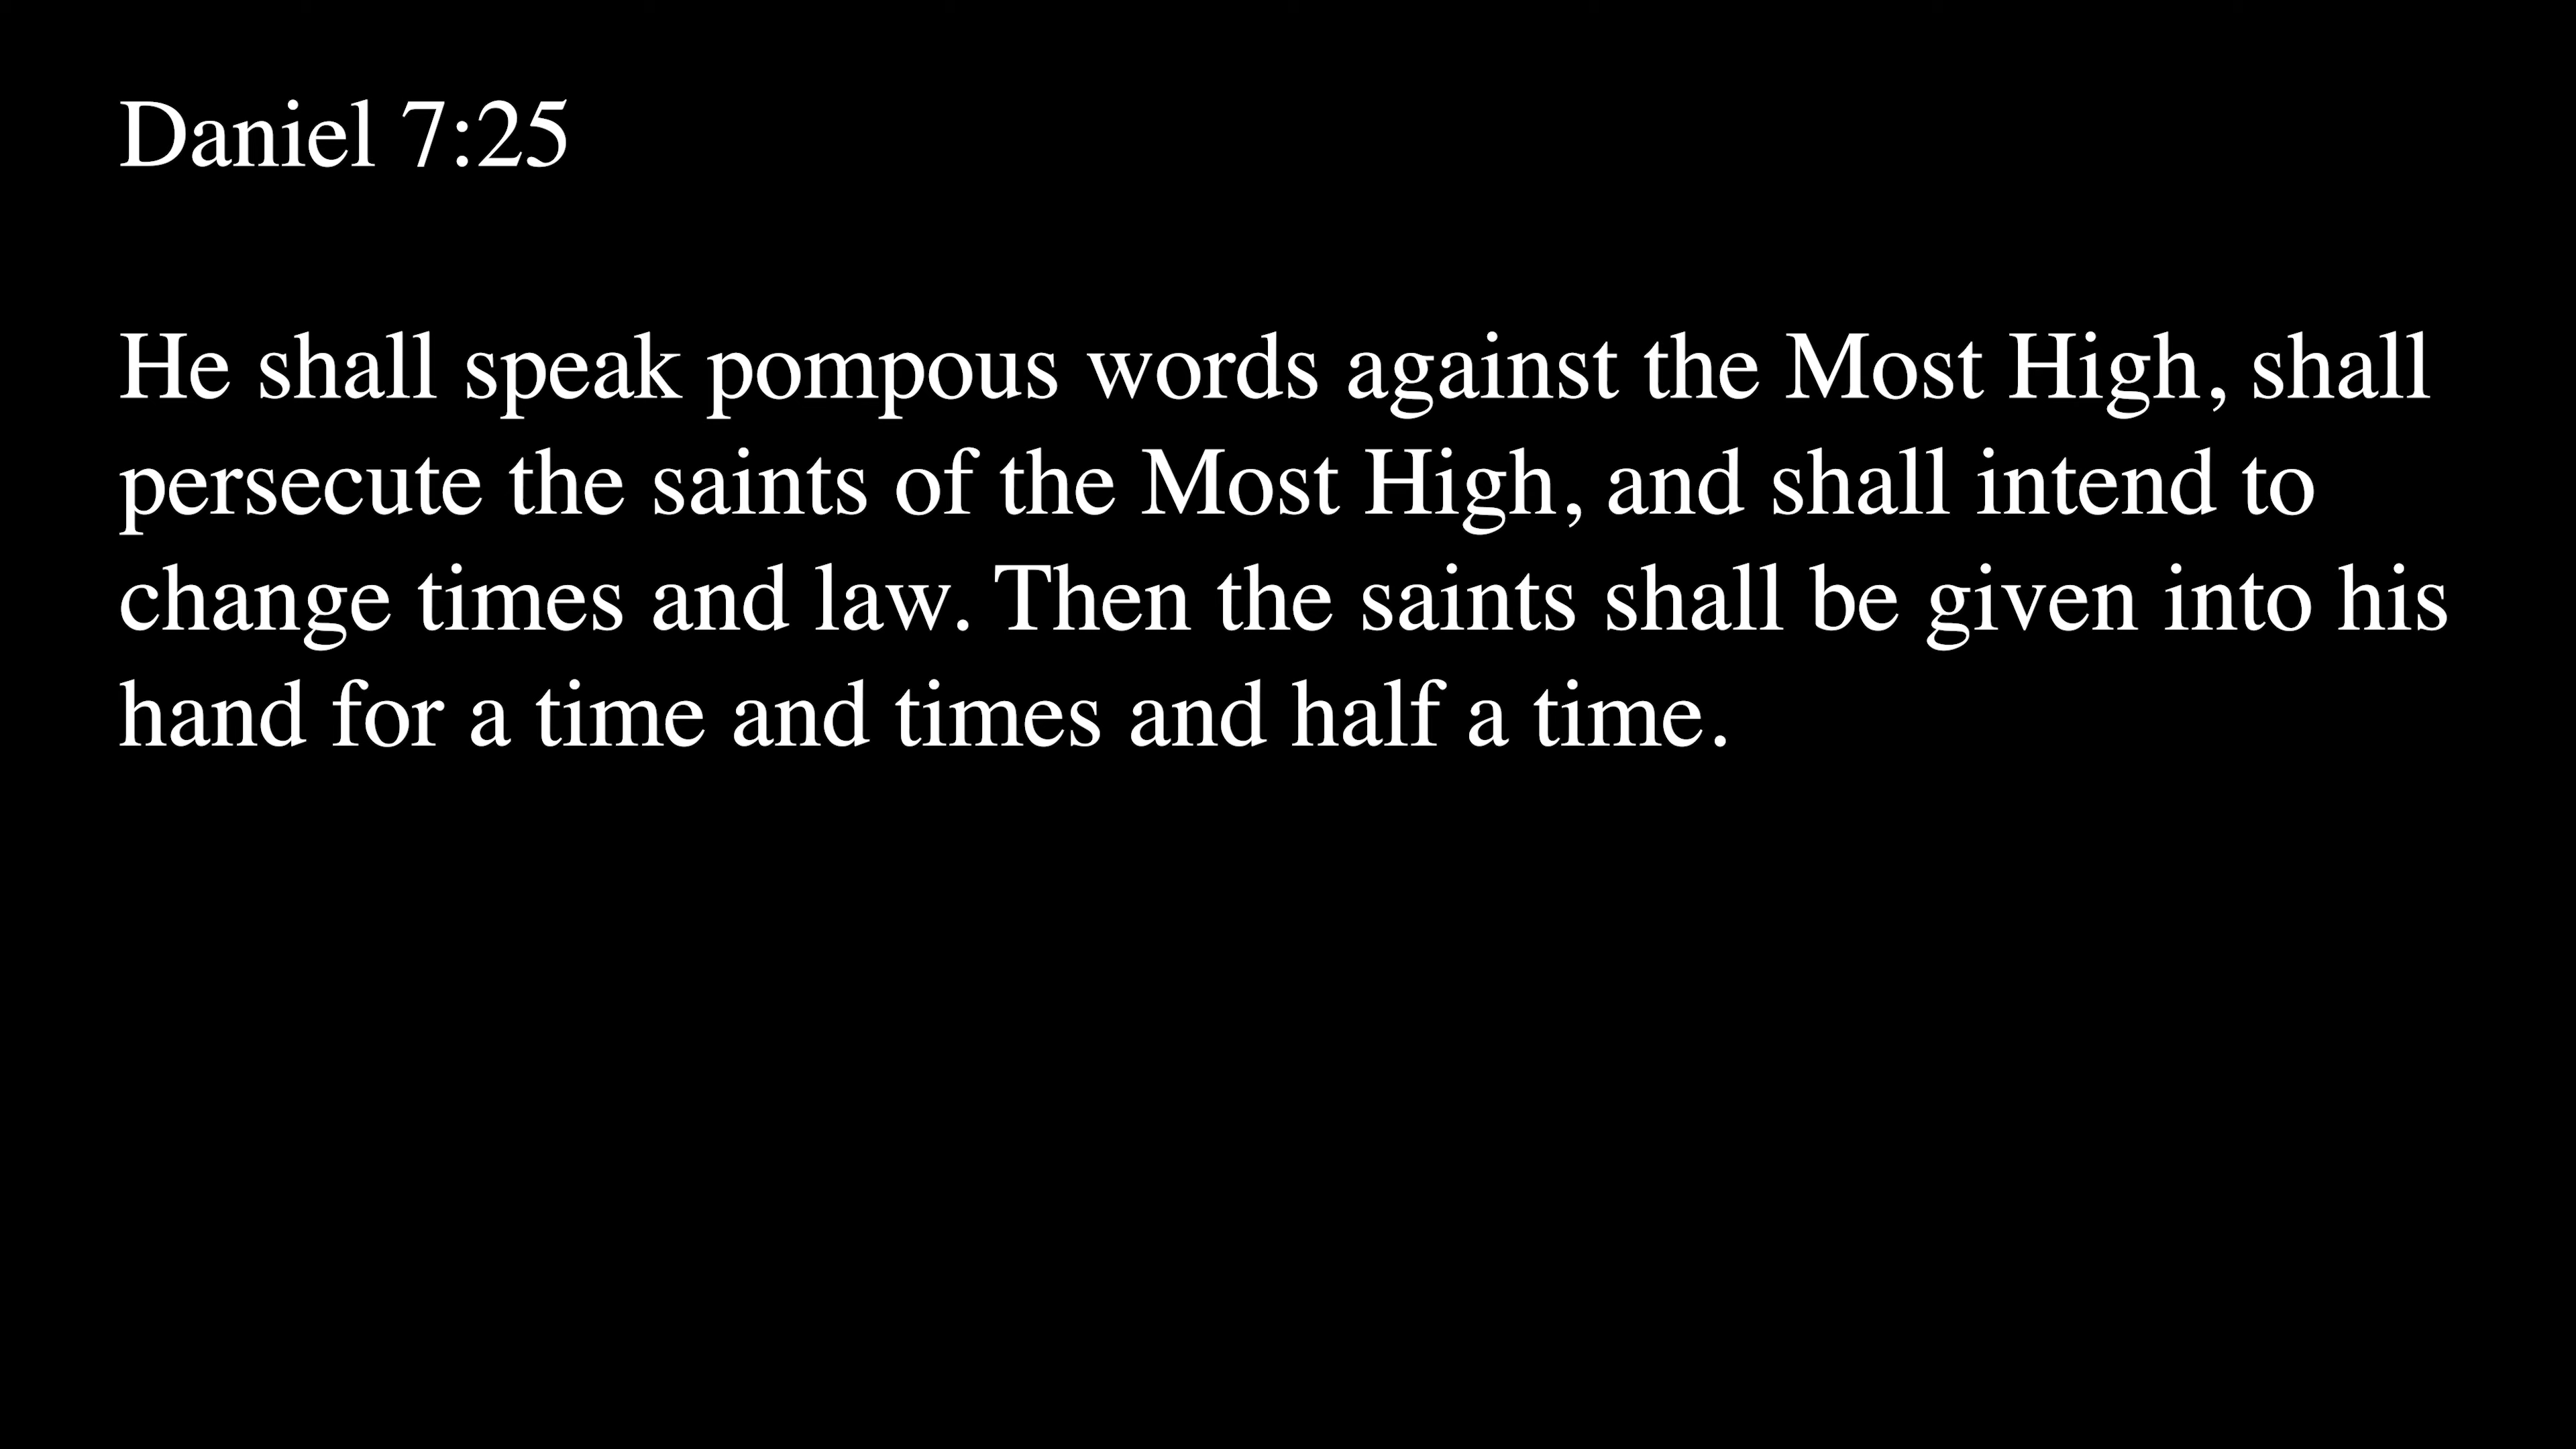 Daniel 7:25
He shall speak pompous words against the Most High, shall
persecute the saints of the Most High, and shall intend to
change times and law. Then the saints shall be given into his
hand for a time and times and half a time.